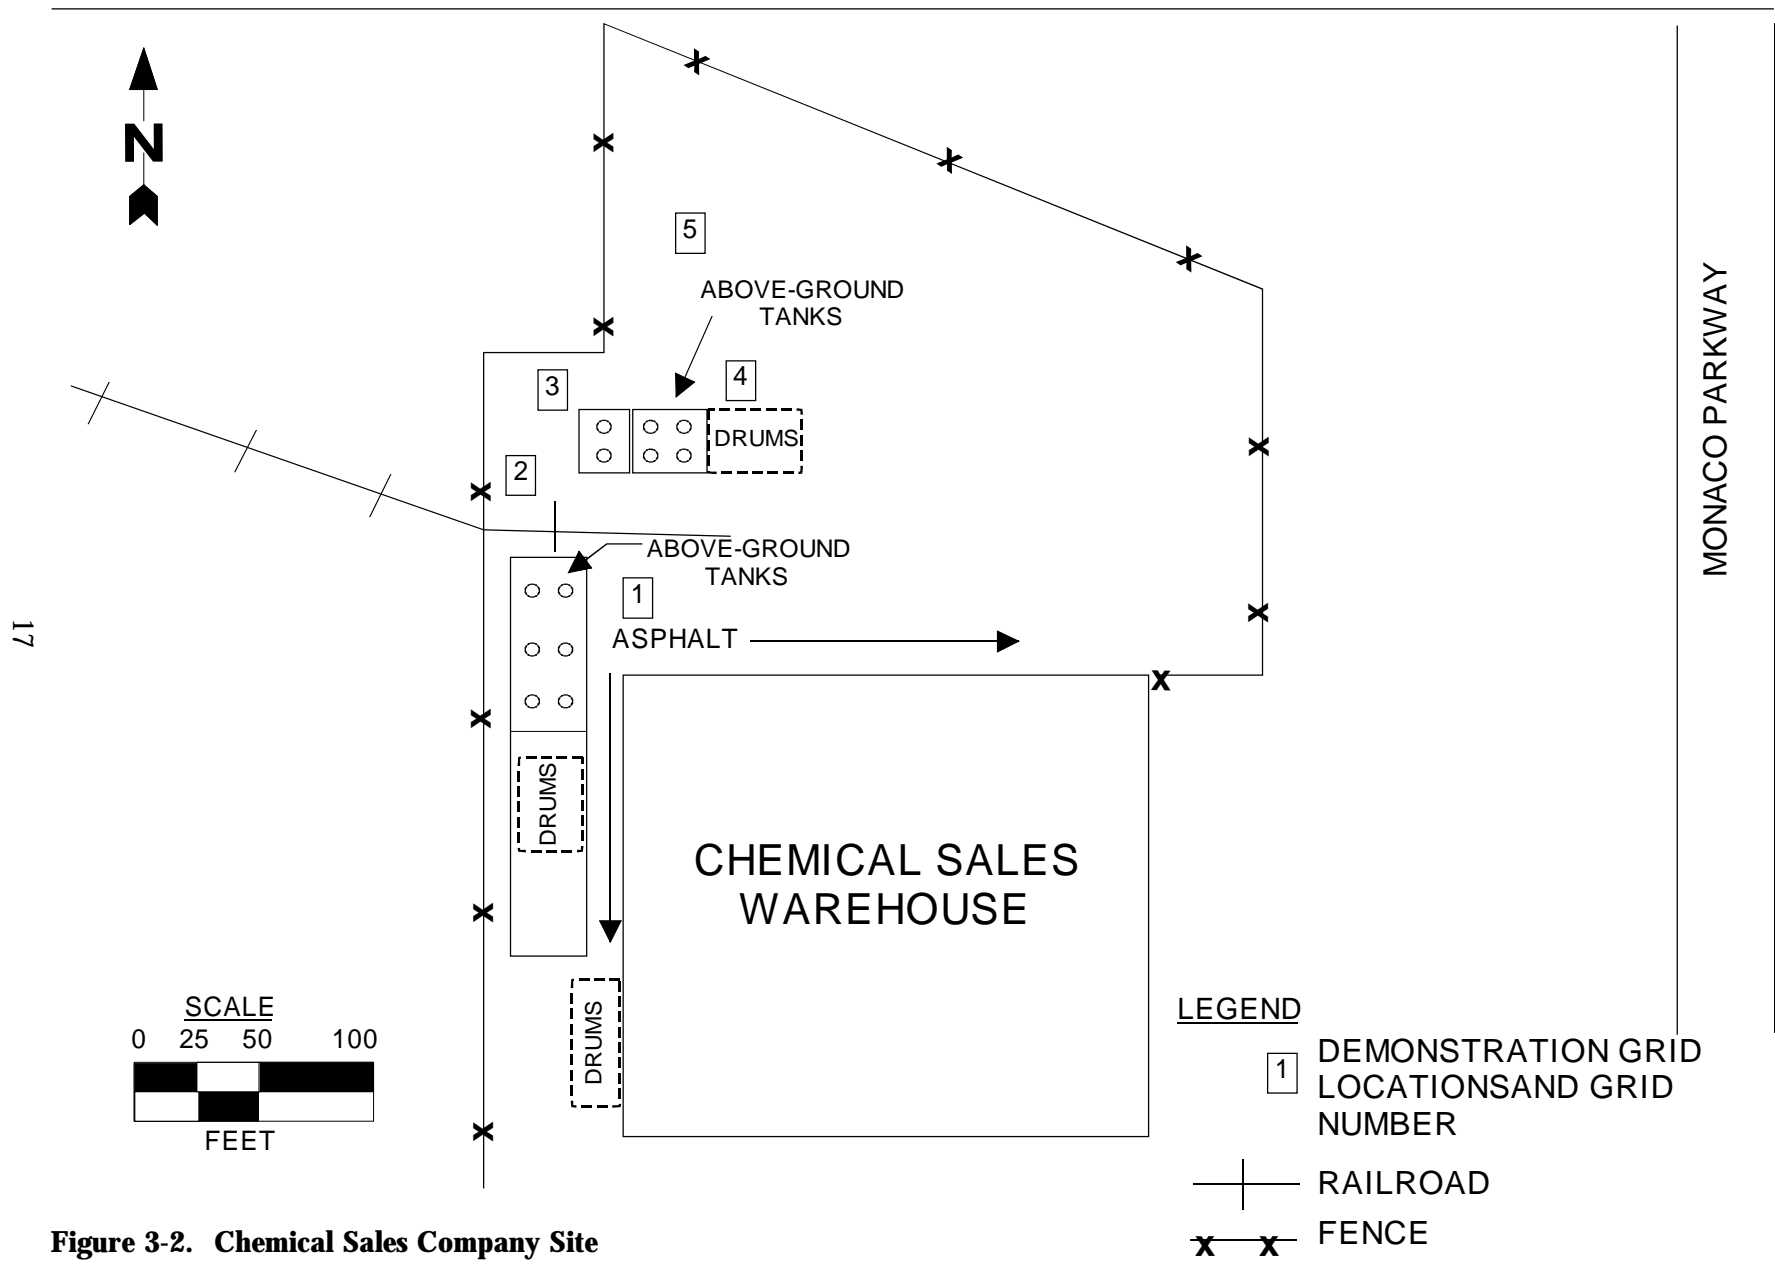 N
5
ABOVE-GROUND
TANKS
3
4
DRUMS
2
ABOVE-GROUND
TANKS
1
ASPHALT
MONACO PARKWAY
17
DRUMS
CHEMICAL SALES
WAREHOUSE
DRUMS
SCALE
0 25 50 100
FEET
LEGEND
1
DEMONSTRATION GRID
LOCATIONSAND GRID
NUMBER
RAILROAD
X X FENCE
Figure 3-2. Chemical Sales Company Site